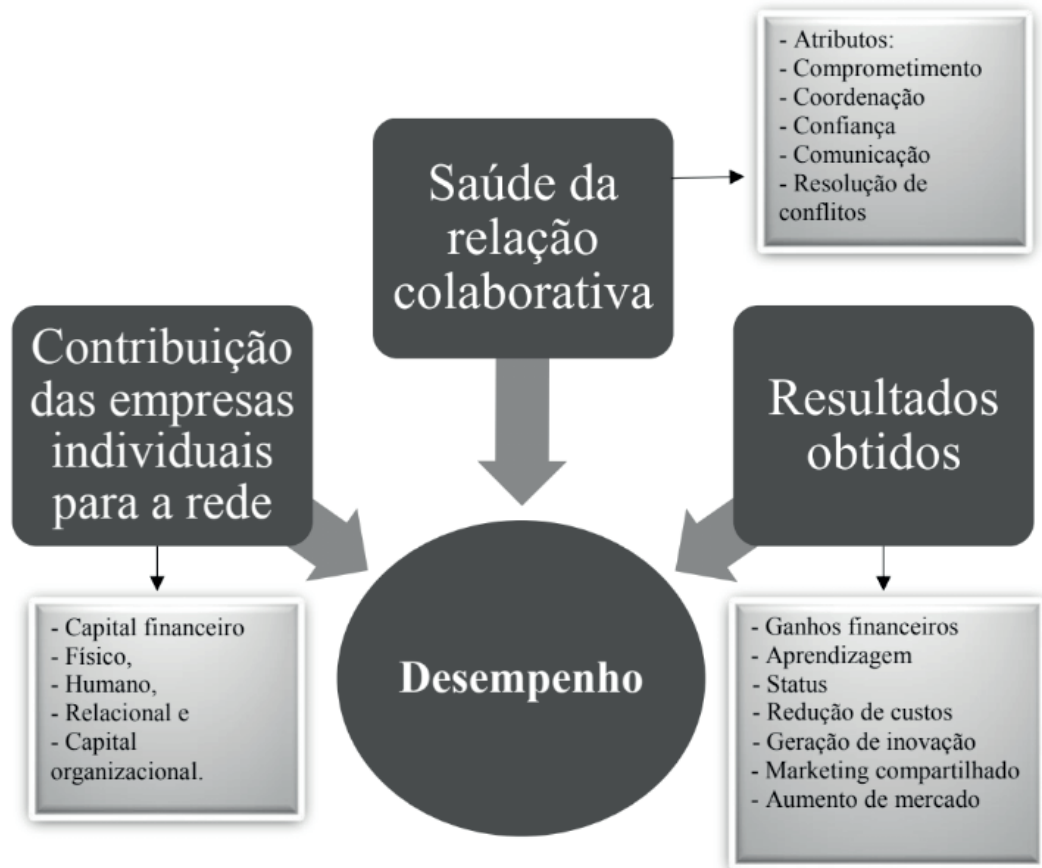 - Atributos:
- Comprometimento
- Coordenação
- Confiança
- Comunicação
- Resolução de
conflitos
Saúde da
relação
colaborativa
Contribuição
das empresas
individuais
para a rede
Resultados
obtidos
- Capital financeiro
- Físico,
- Humano,
- Relacional e
- Capital
organizacional.
Desempenho
- Ganhos financeiros
- Aprendizagem
- Status
- Redução de custos
- Geração de inovação
- Marketing compartilhado
- Aumento de mercado